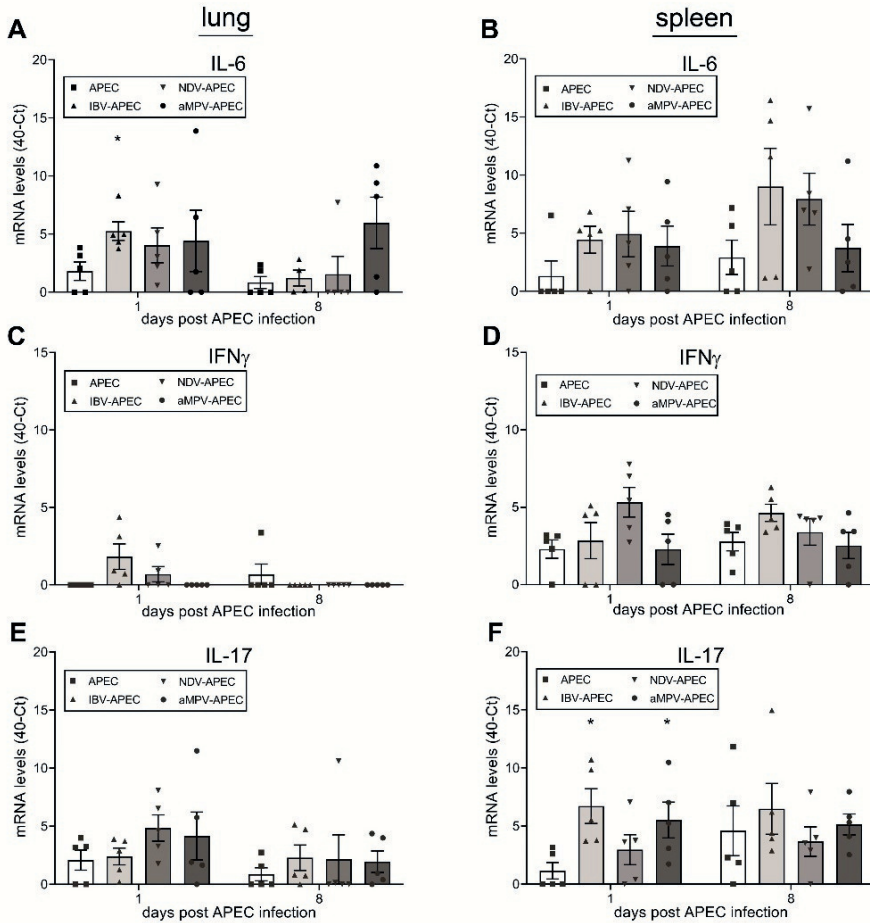 lung
spleen
A
IL-6
APEC
NDV-APEC
IBV-APEC
aMPV-APEC
mRNA levels (40-Ct)
20
15
10
5
0
*
1
8
days post APEC infection
B
IL-6
APEC
NDV-APEC
IBV-APEC
aMPV-APEC
mRNA levels (40-Ct)
20
15
10
5
0
1
8
days post APEC infection
C
IFNγ
APEC
NDV-APEC
IBV-APEC
aMPV-APEC
mRNA levels (40-Ct)
15
10
5
0
1
8
days post APEC infection
D
IFNγ
APEC
NDV-APEC
IBV-APEC
aMPV-APEC
mRNA levels (40-Ct)
15
10
5
0
1
8
days post APEC infection
E
IL-17
APEC
NDV-APEC
IBV-APEC
aMPV-APEC
mRNA levels (40-Ct)
20
15
10
5
0
1
8
days post APEC infection
F
IL-17
APEC
NDV-APEC
IBV-APEC
aMPV-APEC
mRNA levels (40-Ct)
20
15
10
5
0
*
*
1
8
days post APEC infection